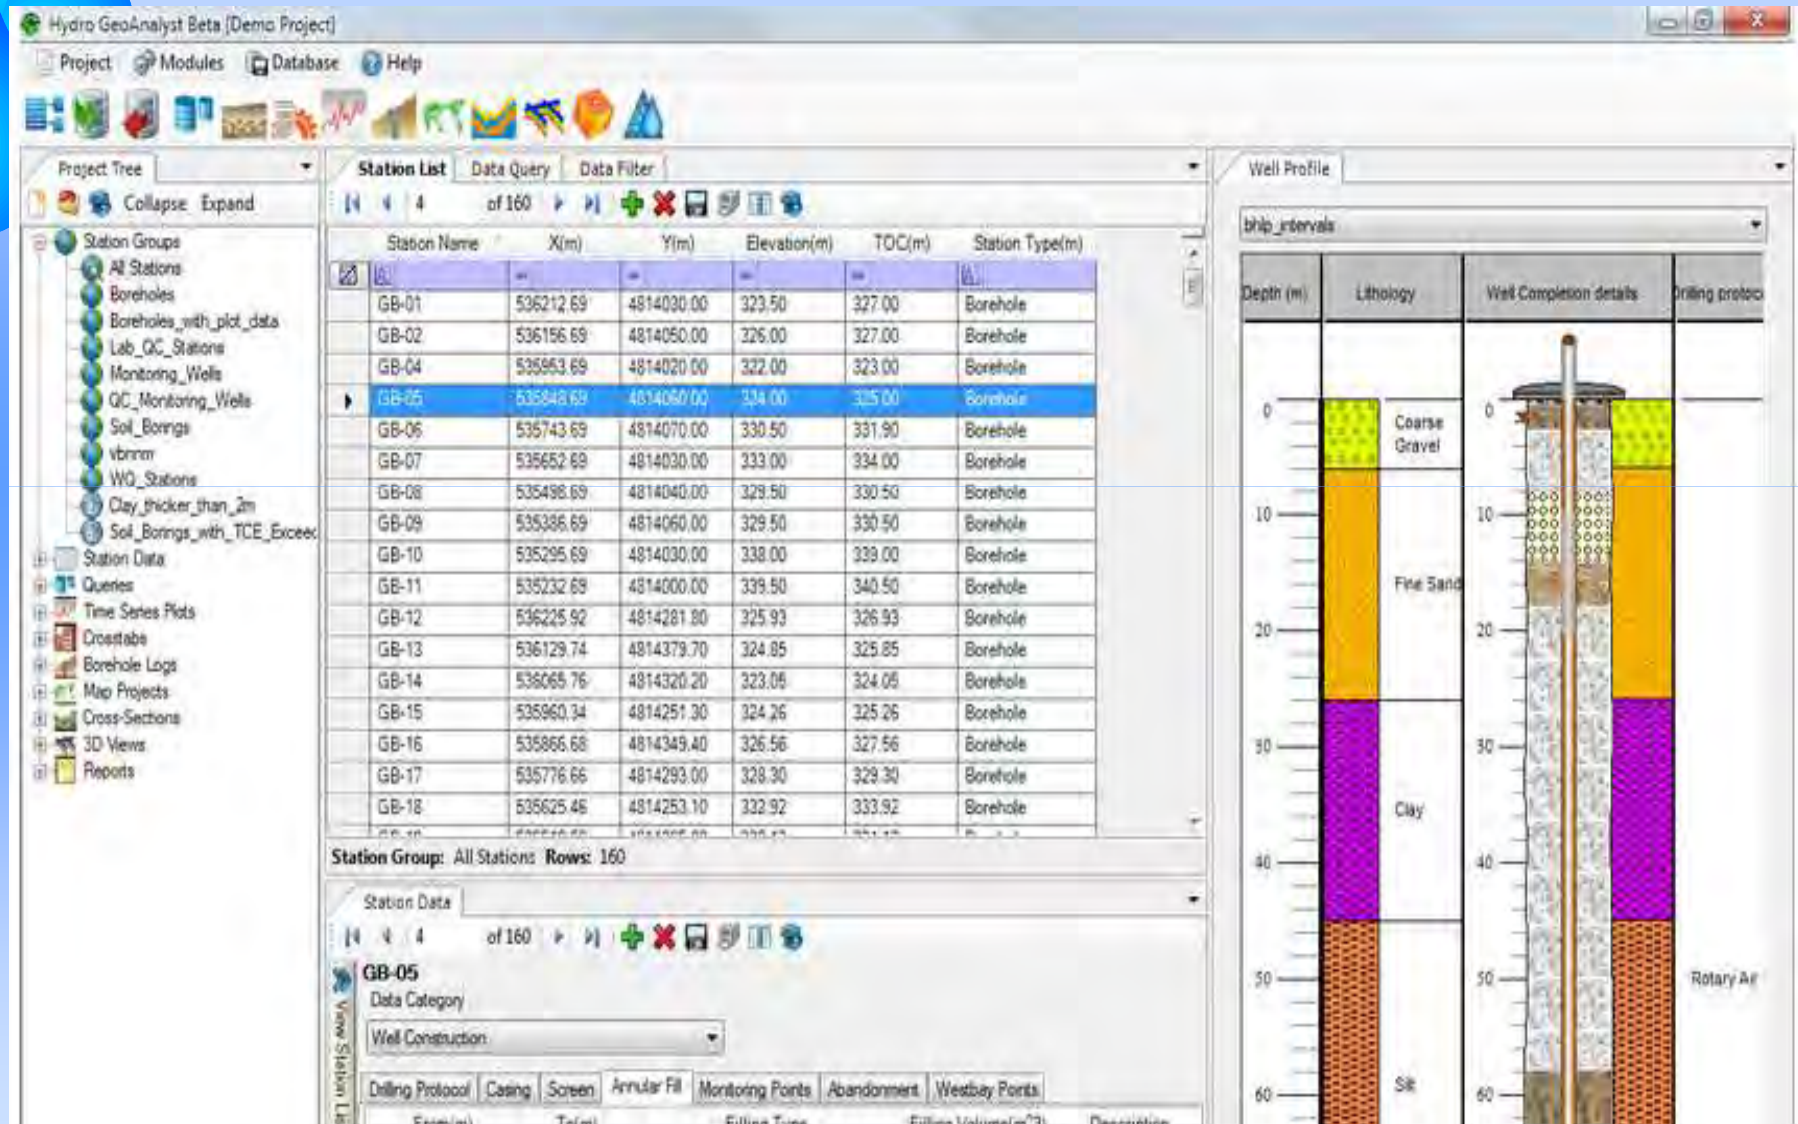 Hydro GeoAnalyst Beta [Demo Project]
Project Modules Database Help
Project Tree
Collapse Expand
Station Groups
All Stations
Boreholes
Boreholes_with_plot_data
Lab_QC_Stations
Monitoring_Wells
QC_Monitoring_Wells
Soil_Borings
WQ_Stations
Clay_thicker_than_2m
Soil_Borings_with_TCE_Exceec
Station Data
Queries
Time Series Plots
Crosstabs
Borehole Logs
Map Projects
Cross-Sections
3D Views
Reports
Station List Data Query Data Filter
4 of 160
Station Name X(m) Y(m) Elevation(m) TOC(m) Station Type(m)
GB-01 536212.69 4814030.00 323.50 327.00 Borehole
GB-02 536156.69 4814050.00 326.00 327.00 Borehole
GB-04 535953.69 4814020.00 322.00 323.00 Borehole
GB-05 535848.69 4814060.00 324.00 325.00 Borehole
GB-06 535743.69 4814070.00 330.50 331.90 Borehole
GB-07 535652.69 4814030.00 333.00 334.00 Borehole
GB-08 535498.69 4814040.00 329.50 330.50 Borehole
GB-09 535386.69 4814060.00 329.50 330.50 Borehole
GB-10 535295.69 4814030.00 338.00 339.00 Borehole
GB-11 535232.69 4814000.00 339.50 340.50 Borehole
GB-12 536225.92 4814281.80 325.93 326.93 Borehole
GB-13 536129.74 4814379.70 324.85 325.85 Borehole
GB-14 536065.76 4814320.20 323.05 324.05 Borehole
GB-15 535960.34 4814251.30 324.26 325.26 Borehole
GB-16 535866.68 4814349.40 326.56 327.56 Borehole
GB-17 535776.66 4814293.00 328.30 329.30 Borehole
GB-18 535625.46 4814253.10 332.92 333.92 Borehole
Station Group: All Stations Rows: 160
Station Data
4 of 160
GB-05
Data Category
Well Construction
Drilling Protocol Casing Screen Annular Fill Monitoring Points Abandonment Westbay Points
From(m) To(m) Filling Type Filling Volume(m^3) Description
View Station Li
Well Profile
bhlp_intervals
Depth (m) Lithology Well Completion details Drilling protoco
0 Coarse Gravel 0
10 10
Fine Sand
20 20
30 30
Clay
40 40
50 50 Rotary Air
Silt
60 60